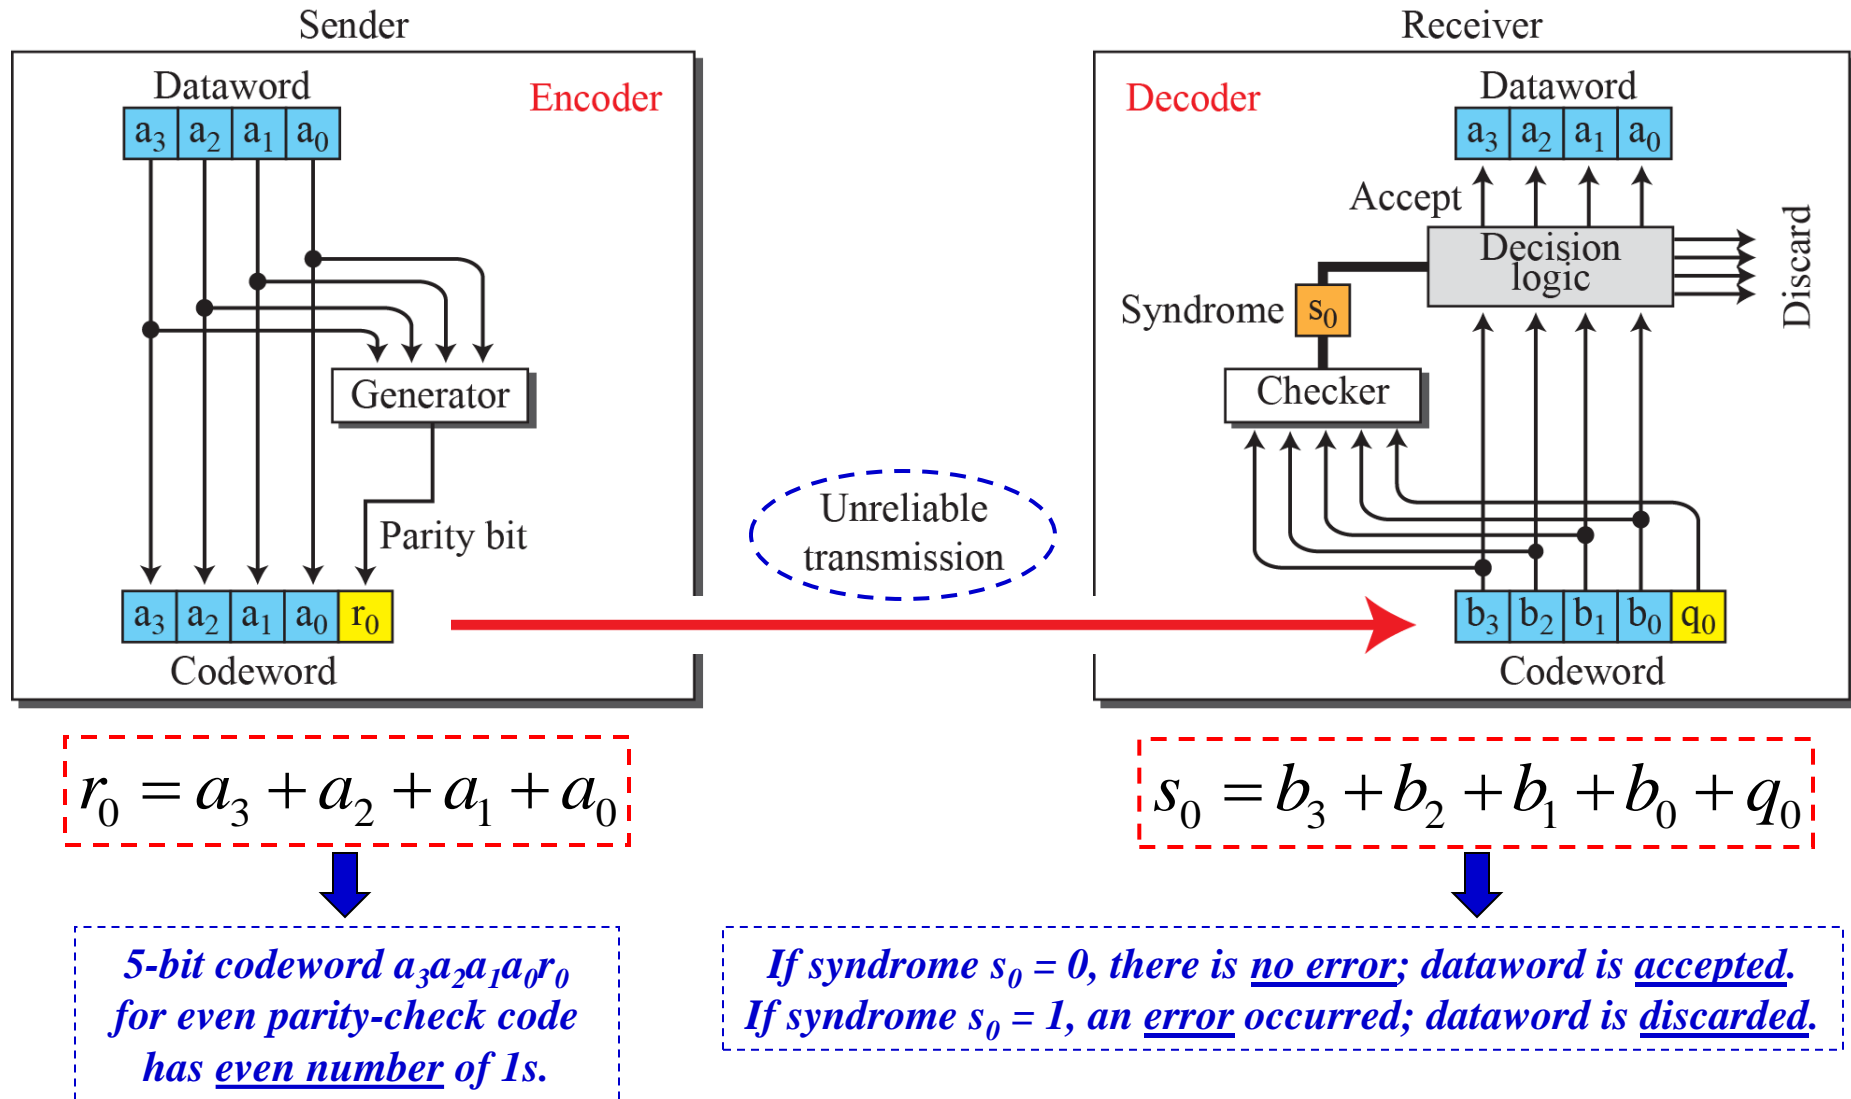 Sender
Dataword
Encoder
a3 a2 a1 a0
Generator
Parity bit
a3 a2 a1 a0 r0
Codeword
Unreliable
transmission
Receiver
Decoder
Dataword
a3 a2 a1 a0
Accept
Decision
logic
Discard
Syndrome
s0
Checker
b3 b2 b1 b0 q0
Codeword
r0 = a3 + a2 + a1 + a0
s0 = b3 + b2 + b1 + b0 + q0
5-bit codeword a3a2a1a0r0
for even parity-check code
has even number of 1s.
If syndrome s0 = 0, there is no error; dataword is accepted.
If syndrome s0 = 1, an error occurred; dataword is discarded.